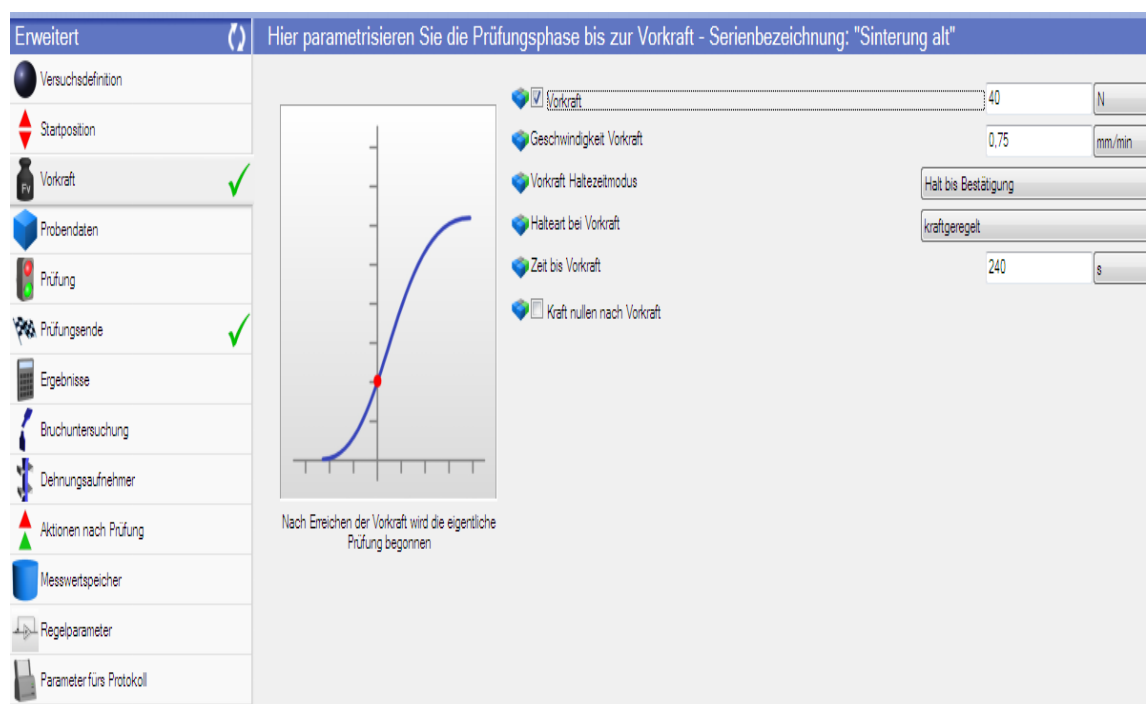 Erweitert
Hier parametrisieren Sie die Prüfungsphase bis zur Vorkraft - Serienbezeichnung: "Sinterung alt"
Versuchsdefinition
Startposition
Fv
Vorkraft
Probendaten
Prüfung
Prüfungsende
Ergebnisse
Bruchuntersuchung
Dehnungsaufnehmer
Aktionen nach Prüfung
Messwertspeicher
Regelparameter
Parameter fürs Protokoll
Nach Erreichen der Vorkraft wird die eigentliche
Prüfung begonnen
Vorkraft 40 N
Geschwindigkeit Vorkraft 0,75 mm/min
Vorkraft Haltezeitmodus Halt bis Bestätigung
Halteart bei Vorkraft kraftgeregelt
Zeit bis Vorkraft 240 s
Kraft nullen nach Vorkraft